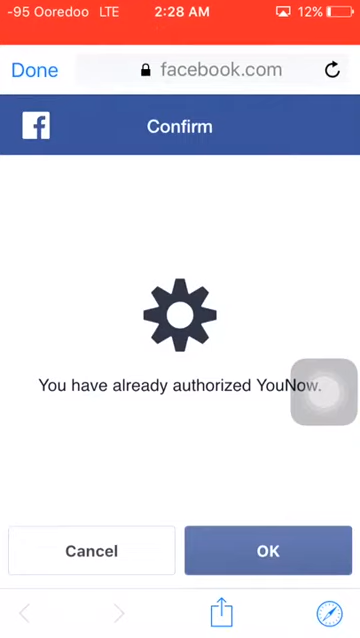 -95 Ooredoo LTE 2:28 AM 12%
Done facebook.com
Confirm
You have already authorized YouNow.
Cancel OK